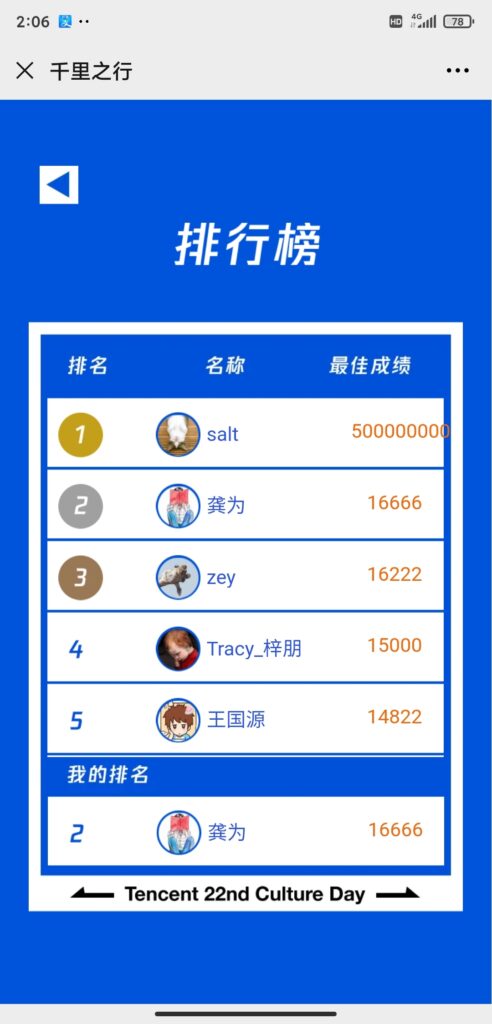 2:06 HD 4G 78
千里之行
排行榜
排名 名称 最佳成绩
1 salt 500000000
2 龚为 16666
3 zey 16222
4 Tracy_梓朋 15000
5 王国源 14822
我的排名
2 龚为 16666
Tencent 22nd Culture Day